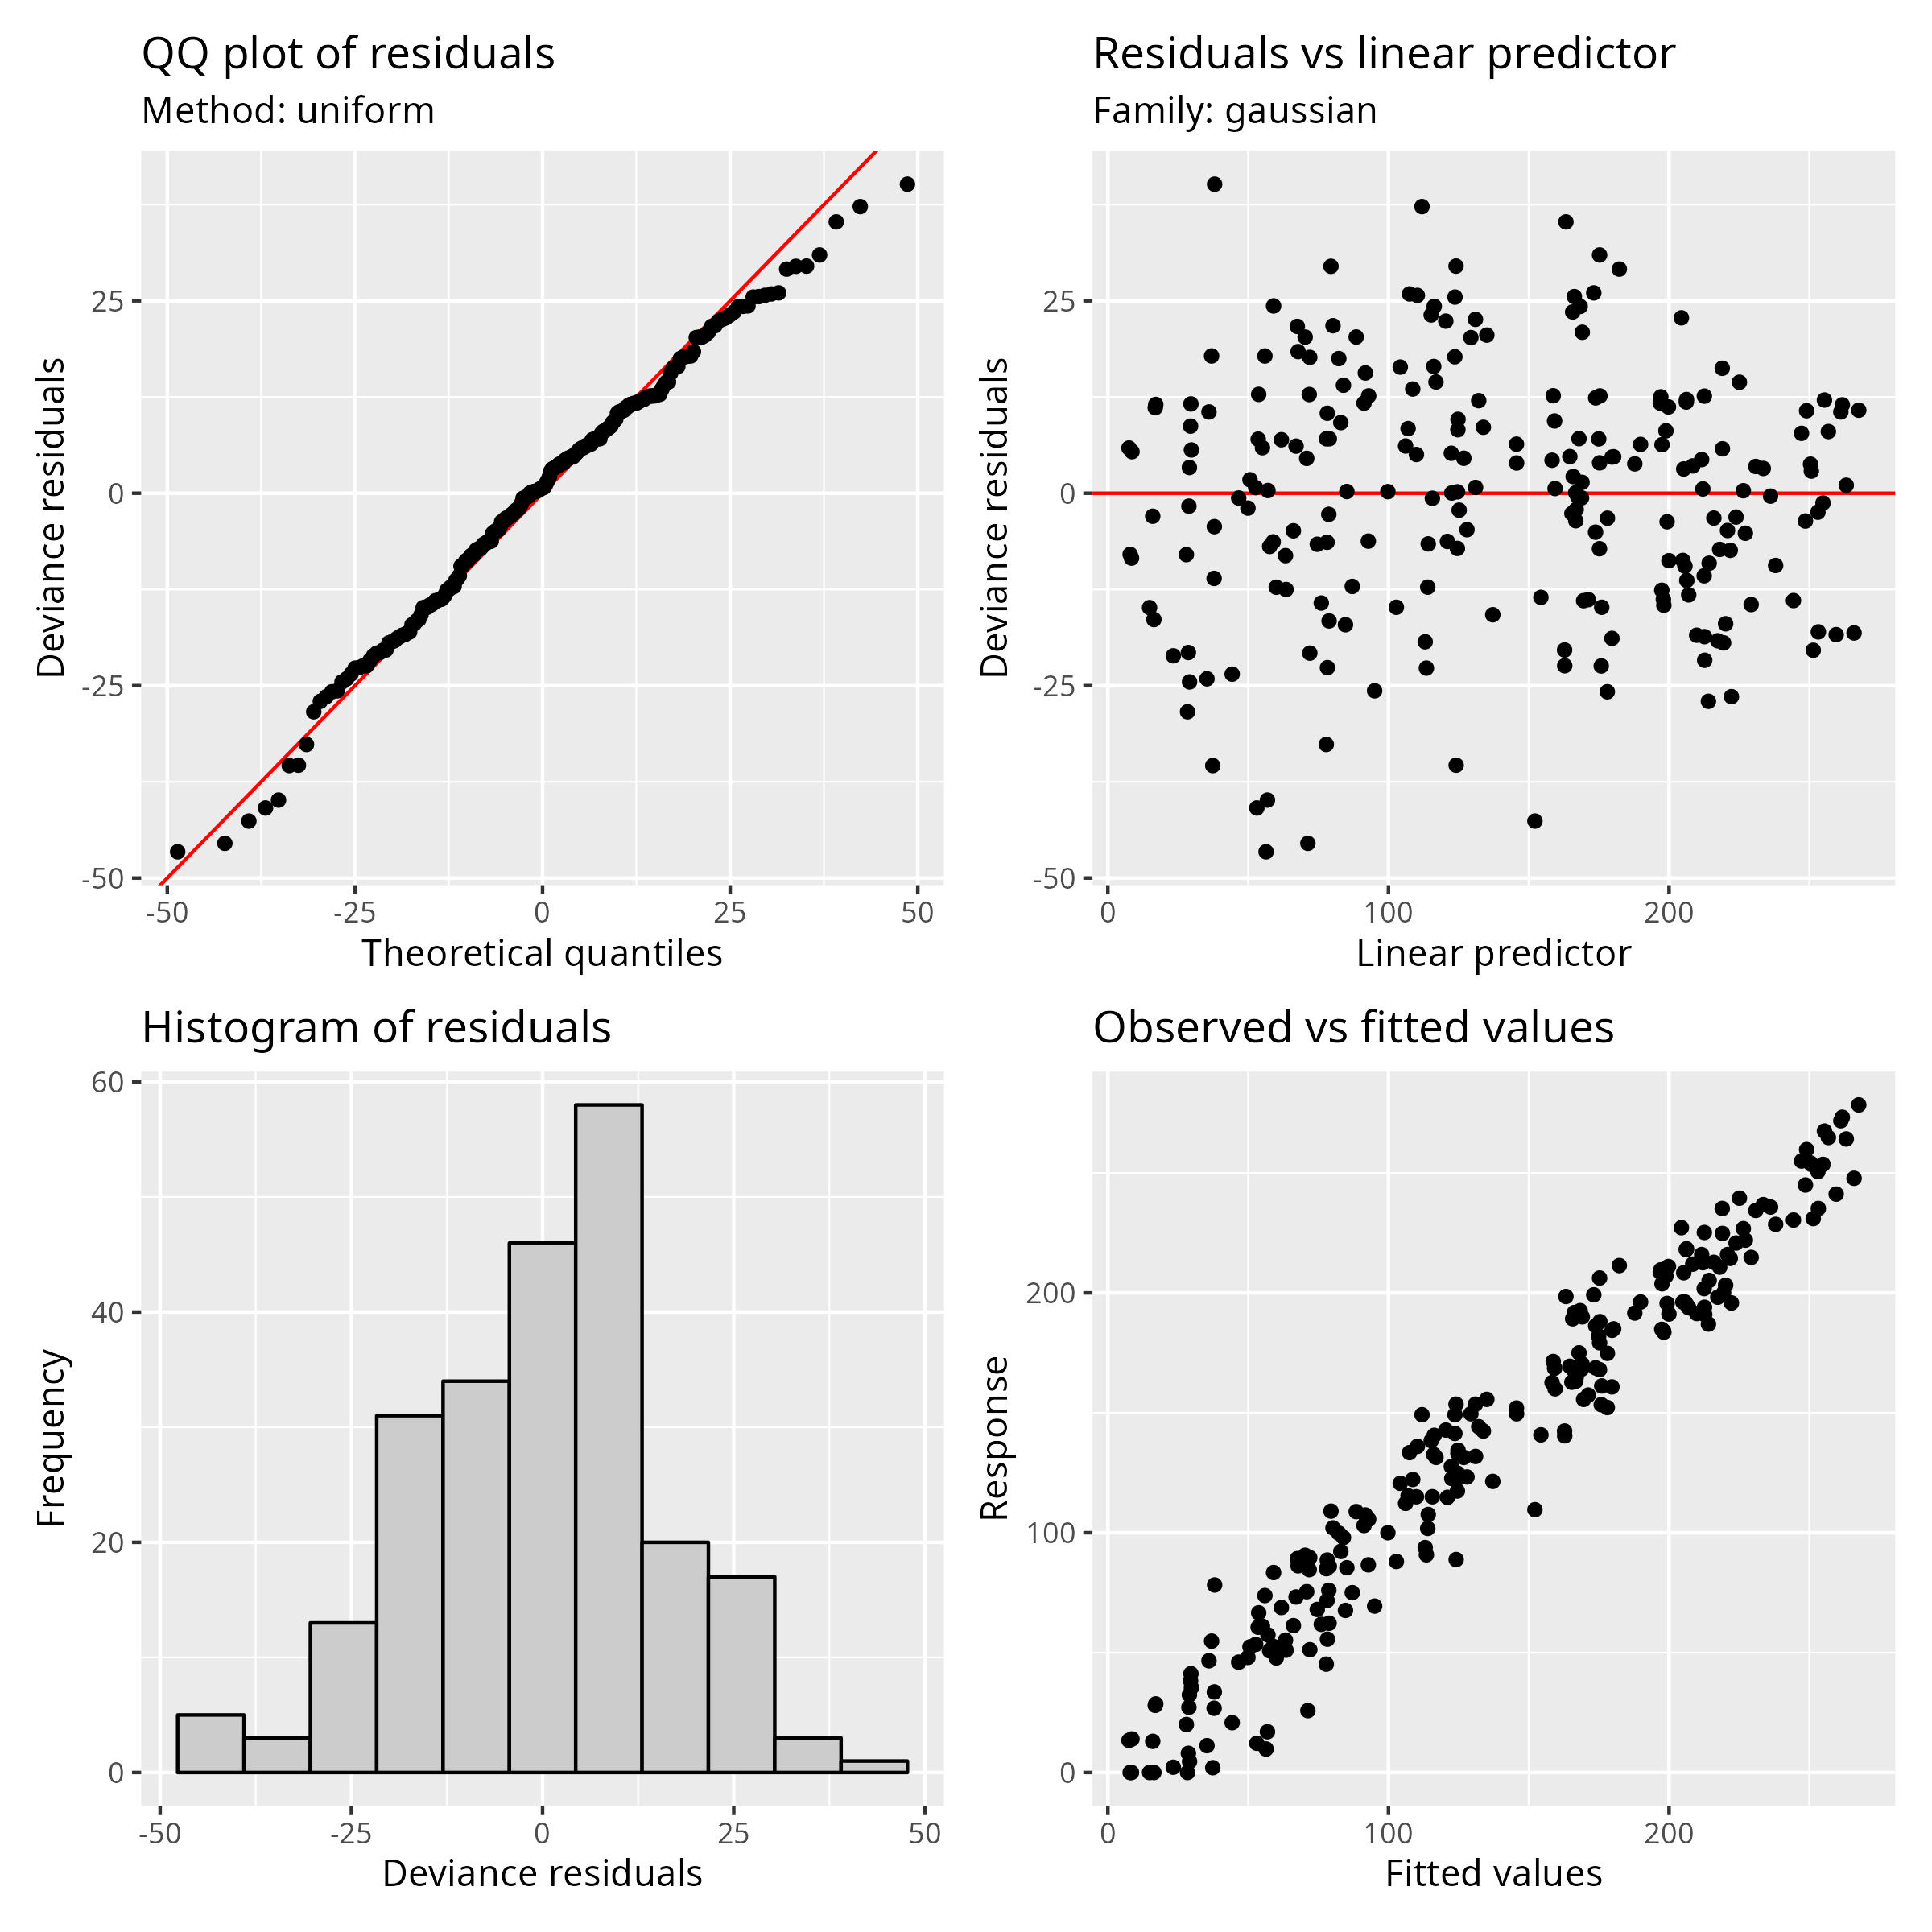 QQ plot of residuals
Method: uniform
25
0
-25
-50
-50 -25 0 25 50
Theoretical quantiles
Deviance residuals
Residuals vs linear predictor
Family: gaussian
25
0
-25
-50
0 100 200
Linear predictor
Deviance residuals
Histogram of residuals
60
40
20
0
-50 -25 0 25 50
Deviance residuals
Frequency
Observed vs fitted values
200
100
0
0 100 200
Fitted values
Response